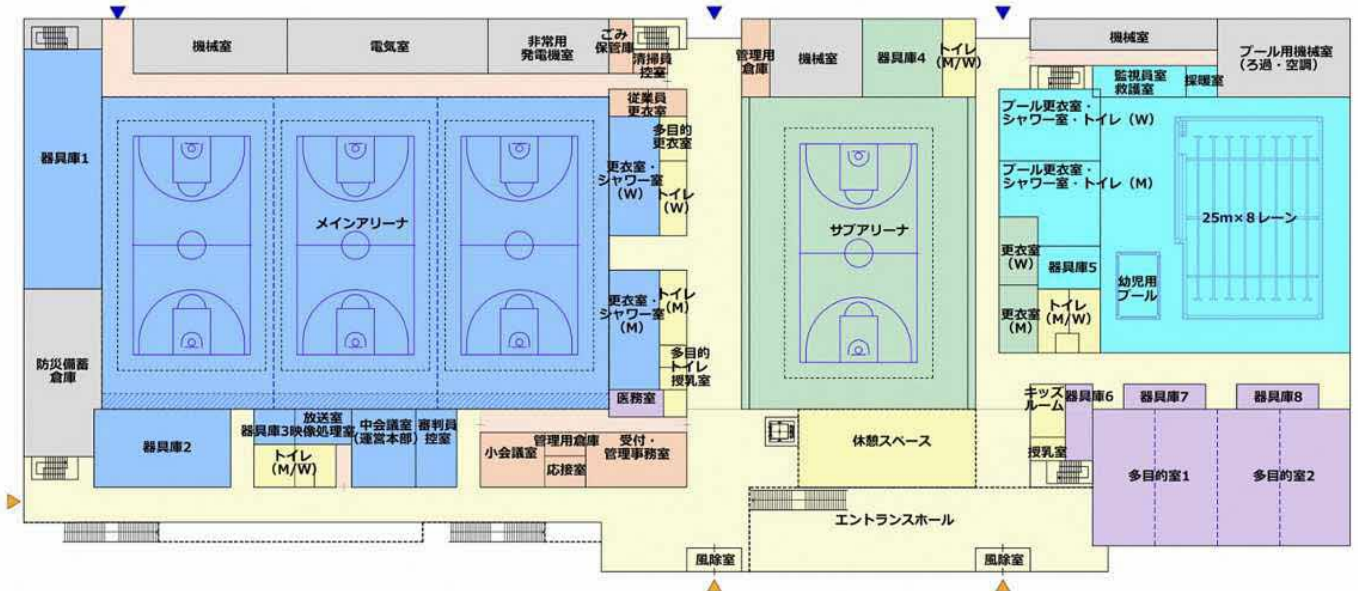 機械室
電気室
非常用
発電機室
ごみ
保管庫
清掃員
控室
管理用
倉庫
機械室
器具庫4
トイレ
(M/W)
機械室
プール用機械室
(ろ過・空調)
監視員室
救護室
採暖室
従業員
更衣室
多目的
更衣室
更衣室・
シャワー室
(W)
トイレ
(W)
プール更衣室・
シャワー室・トイレ(W)
プール更衣室・
シャワー室・トイレ(M)
器具庫1
メインアリーナ
サブアリーナ
25m×8レーン
更衣室
(W)
器具庫5
幼児用
プール
更衣室・
シャワー室
(M)
トイレ
(M)
更衣室
(M)
トイレ
(M/W)
防災備蓄
倉庫
多目的
トイレ
授乳室
医務室
キッズ
ルーム
器具庫6
器具庫7
器具庫8
器具庫2
器具庫3
放送室
映像処理室
トイレ
(M/W)
中会議室
(運営本部)
審判員
控室
小会議室
管理用倉庫
応接室
受付・
管理事務室
休憩スペース
授乳室
多目的室1
多目的室2
エントランスホール
風除室
風除室